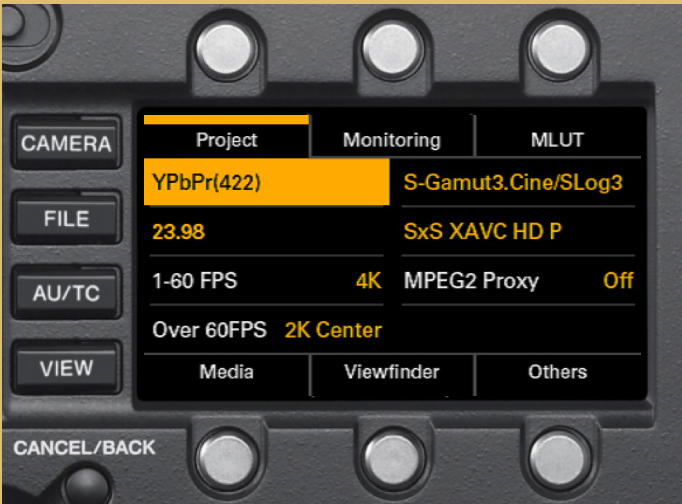 CAMERA
Project Monitoring MLUT
YPbPr(422) S-Gamut3.Cine/SLog3
FILE
23.98 SxS XAVC HD P
1-60 FPS 4K MPEG2 Proxy Off
AU/TC
Over 60FPS 2K Center
VIEW
Media Viewfinder Others
CANCEL/BACK